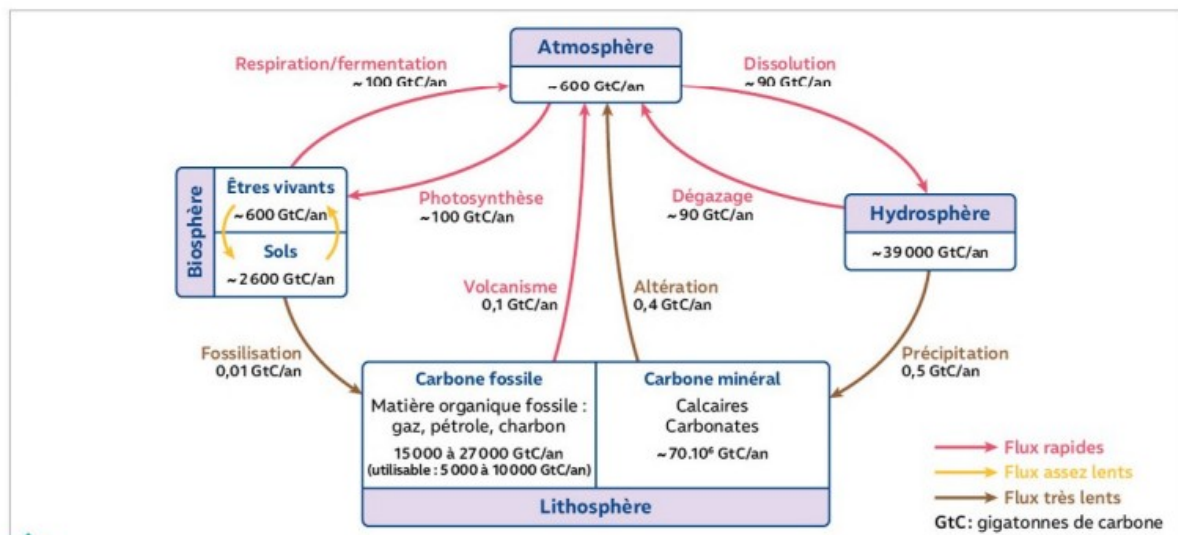 Atmosphère
~600 GtC/an
Respiration/fermentation
~100 GtC/an
Dissolution
~90 GtC/an
Biosphère
Êtres vivants
~600 GtC/an
Sols
~2600 GtC/an
Photosynthèse
~100 GtC/an
Dégazage
~90 GtC/an
Hydrosphère
~39 000 GtC/an
Volcanisme
0,1 GtC/an
Altération
0,4 GtC/an
Fossilisation
0,01 GtC/an
Précipitation
0,5 GtC/an
Carbone fossile
Matière organique fossile :
gaz, pétrole, charbon
15 000 à 27 000 GtC/an
(utilisable : 5 000 à 10 000 GtC/an)
Carbone minéral
Calcaires
Carbonates
~70.10⁶ GtC/an
Lithosphère
Flux rapides
Flux assez lents
Flux très lents
GtC : gigatonnes de carbone